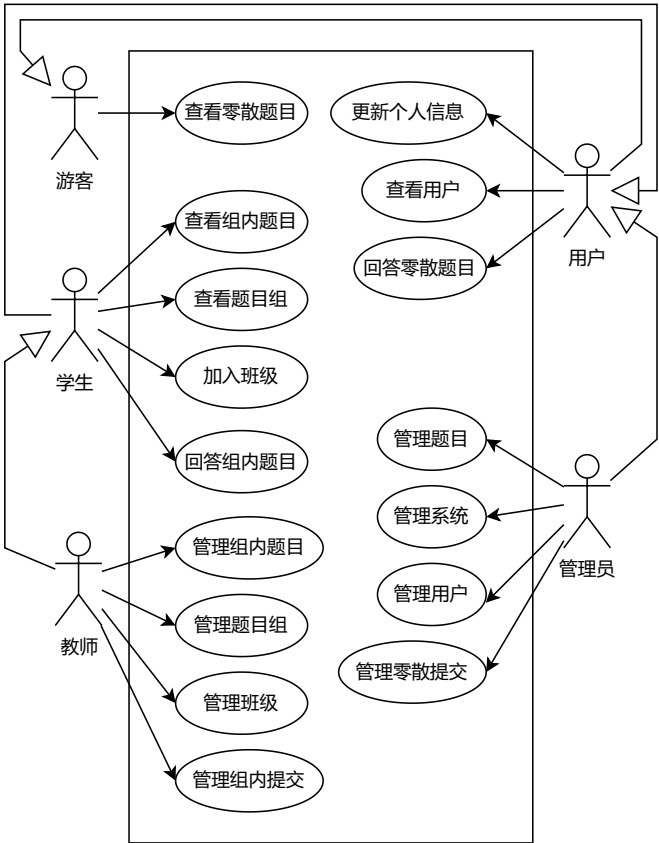 查看零散题目
更新个人信息
游客
查看用户
查看组内题目
用户
回答零散题目
查看题目组
学生
加入班级
管理题目
回答组内题目
管理系统
管理组内题目
管理员
管理用户
管理题目组
教师
管理零散提交
管理班级
管理组内提交